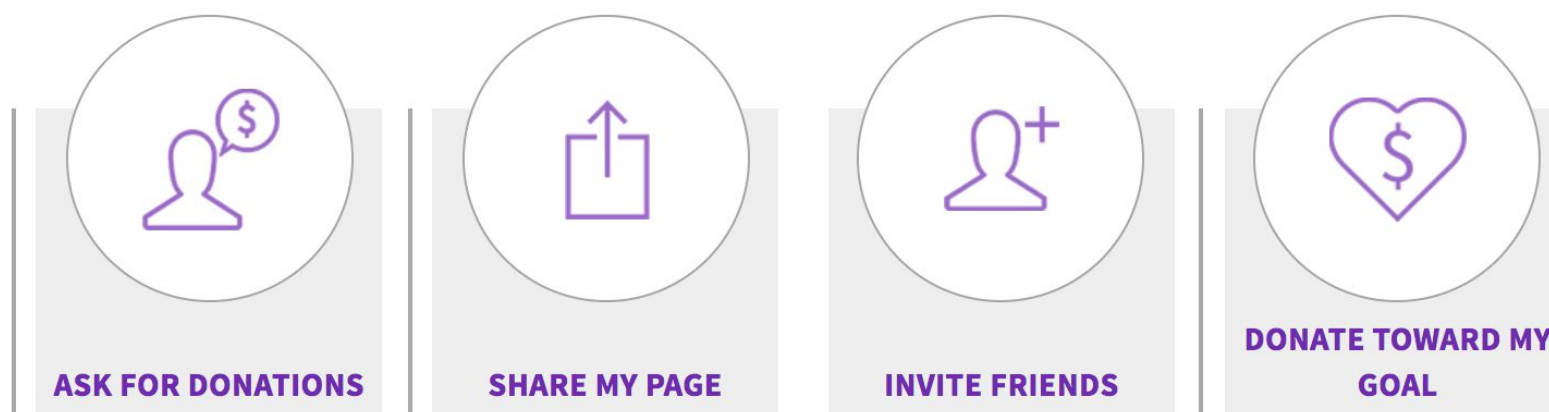 ASK FOR DONATIONS
SHARE MY PAGE
INVITE FRIENDS
DONATE TOWARD MY
GOAL
$
$